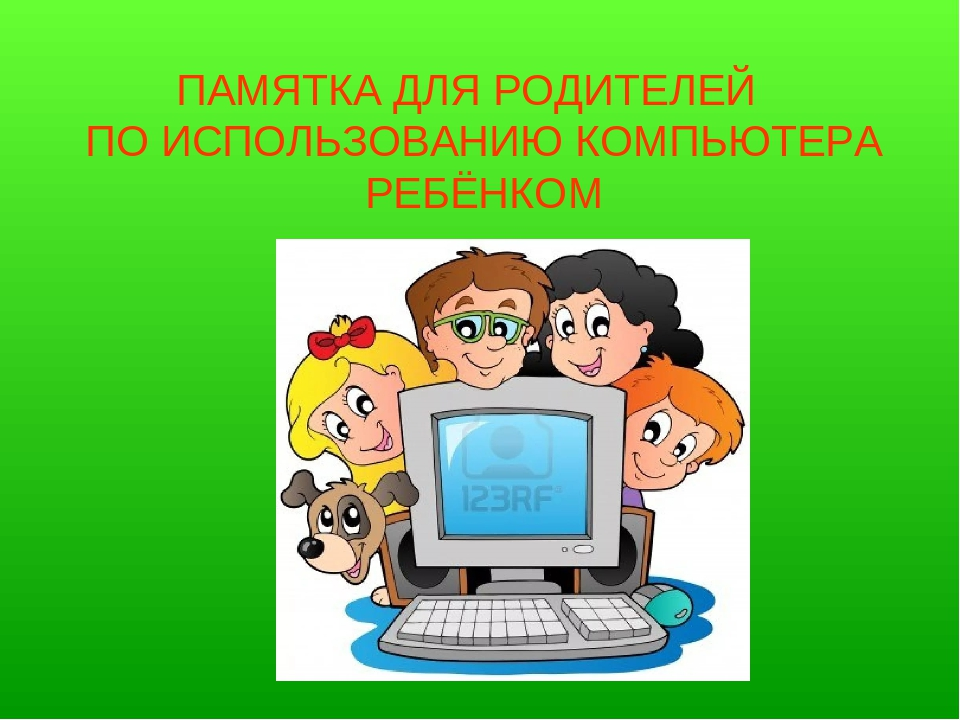 ПАМЯТКА ДЛЯ РОДИТЕЛЕЙ
ПО ИСПОЛЬЗОВАНИЮ КОМПЬЮТЕРА
РЕБЁНКОМ
123RF